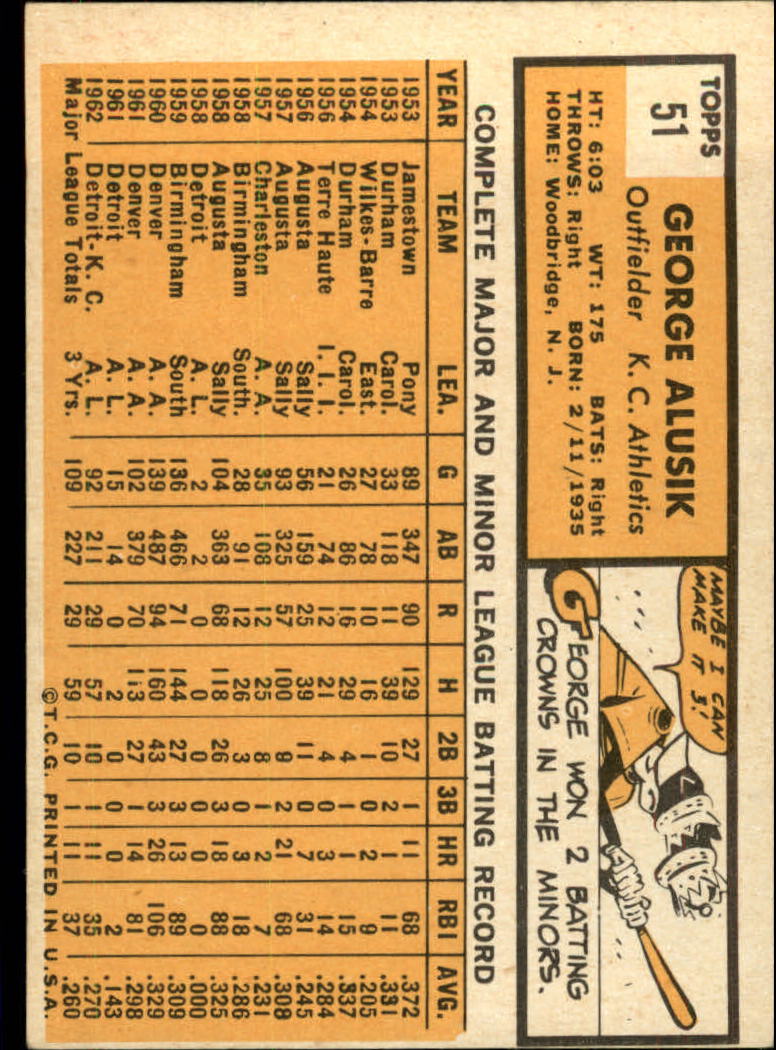 TOPPS
51
GEORGE ALUSIK
Outfielder K. C. Athletics
HT: 6:03 WT: 175 BATS: Right
THROWS: Right BORN: 2/11/1935
HOME: Woodbridge, N. J.
MAYBE I CAN
MAKE IT 3!
GEORGE WON 2 BATTING
CROWNS IN THE MINORS.
COMPLETE MAJOR AND MINOR LEAGUE BATTING RECORD
YEAR TEAM LEA. G AB R H 2B 3B HR RBI AVG.
1953 Jamestown Pony 89 347 90 129 27 1 11 68 .372
1953 Durham Carol. 33 118 11 39 10 2 1 11 .331
1954 Wilkes-Barre East. 27 78 10 16 1 0 2 9 .205
1954 Durham Carol. 26 86 16 29 4 1 1 15 .337
1956 Terre Haute I. I. I. 21 74 12 21 4 0 3 14 .284
1956 Augusta Sally 56 159 25 39 11 0 7 31 .245
1957 Augusta Sally 93 325 57 100 9 2 21 68 .308
1957 Charleston A. A. 35 108 12 25 8 1 2 7 .231
1958 Birmingham South. 28 91 12 26 3 0 3 18 .286
1958 Augusta Sally 104 363 68 118 26 3 18 88 .325
1958 Detroit A. L. 2 2 0 0 0 0 0 0 .000
1959 Birmingham South 136 466 71 144 27 3 13 89 .309
1960 Denver A. A. 139 487 94 160 43 3 26 106 .329
1961 Denver A. A. 102 379 70 113 27 1 14 81 .298
1961 Detroit A. L. 15 14 0 2 0 0 0 2 .143
1962 Detroit-K. C. A. L. 92 211 29 57 10 1 11 35 .270
Major League Totals 3 Yrs. 109 227 29 59 10 1 11 37 .260
©T.C.G. PRINTED IN U.S.A.